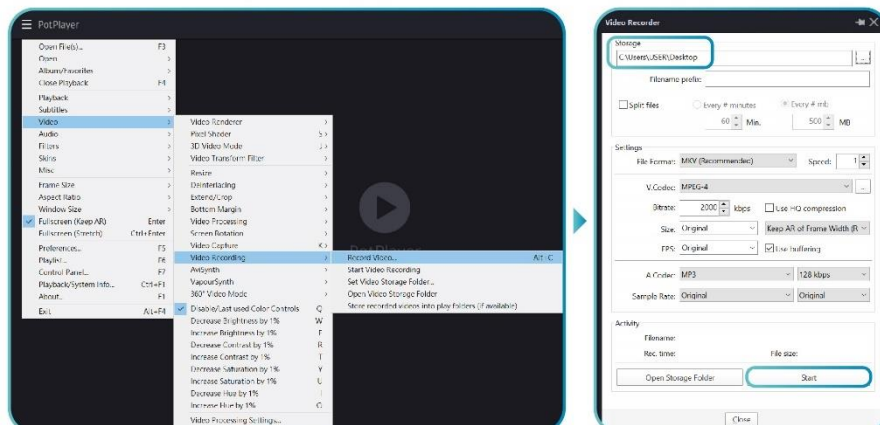 PotPlayer
Open File(s)... F3
Open
Album/Favorites
Close Playback F4
Playback
Subtitles
Video
Audio
Filters
Skins
Misc
Frame Size
Aspect Ratio
Window Size
Fullscreen (Keep AR) Enter
Fullscreen (Stretch) Ctrl+Enter
Preferences... F5
Playlist... F6
Control Panel... F7
Playback/System Info... Ctrl+F1
About... F1
Exit Alt+F4
Video Renderer
Pixel Shader S
3D Video Mode J
Video Transform Filter
Resize
Deinterlacing
Extend/Crop
Bottom Margin
Video Processing
Screen Rotation
Video Capture K
Video Recording
AviSynth
VapourSynth
360° Video Mode
Disable/Last used Color Controls Q
Decrease Brightness by 1% W
Increase Brightness by 1% E
Decrease Contrast by 1% R
Increase Contrast by 1% T
Decrease Saturation by 1% Y
Increase Saturation by 1% U
Decrease Hue by 1% I
Increase Hue by 1% O
Video Processing Settings...
Record Video... Alt+C
Start Video Recording
Set Video Storage Folder...
Open Video Storage Folder
Store recorded videos into play folders (if available)
Video Recorder
Storage
C:\Users\USER\Desktop ...
Filename prefix:
Split files Every # minutes Every # mb
60 Min. 500 MB
Settings
File Format: MKV (Recommended) Speed: 1
V.Codec: MPEG-4 ...
Bitrate: 2000 kbps Use HQ compression
Size: Original Keep AR of Frame Width (R
FPS: Original Use buffering
A.Codec: MP3 128 kbps
Sample Rate: Original Original
Activity
Filename:
Rec. time: File size:
Open Storage Folder Start
Close